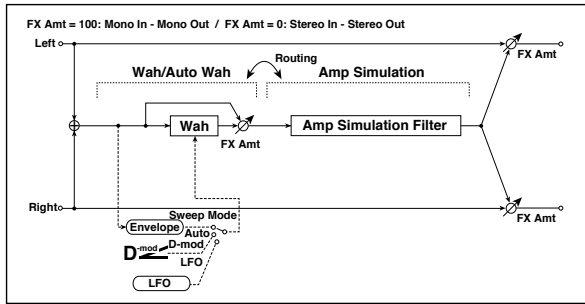 FX Amt = 100: Mono In - Mono Out / FX Amt = 0: Stereo In - Stereo Out
Left
FX Amt
Routing
Wah/Auto Wah
Amp Simulation
Wah
FX Amt
Amp Simulation Filter
Right
FX Amt
Sweep Mode
Envelope
Auto
D-mod
D-mod
LFO
LFO